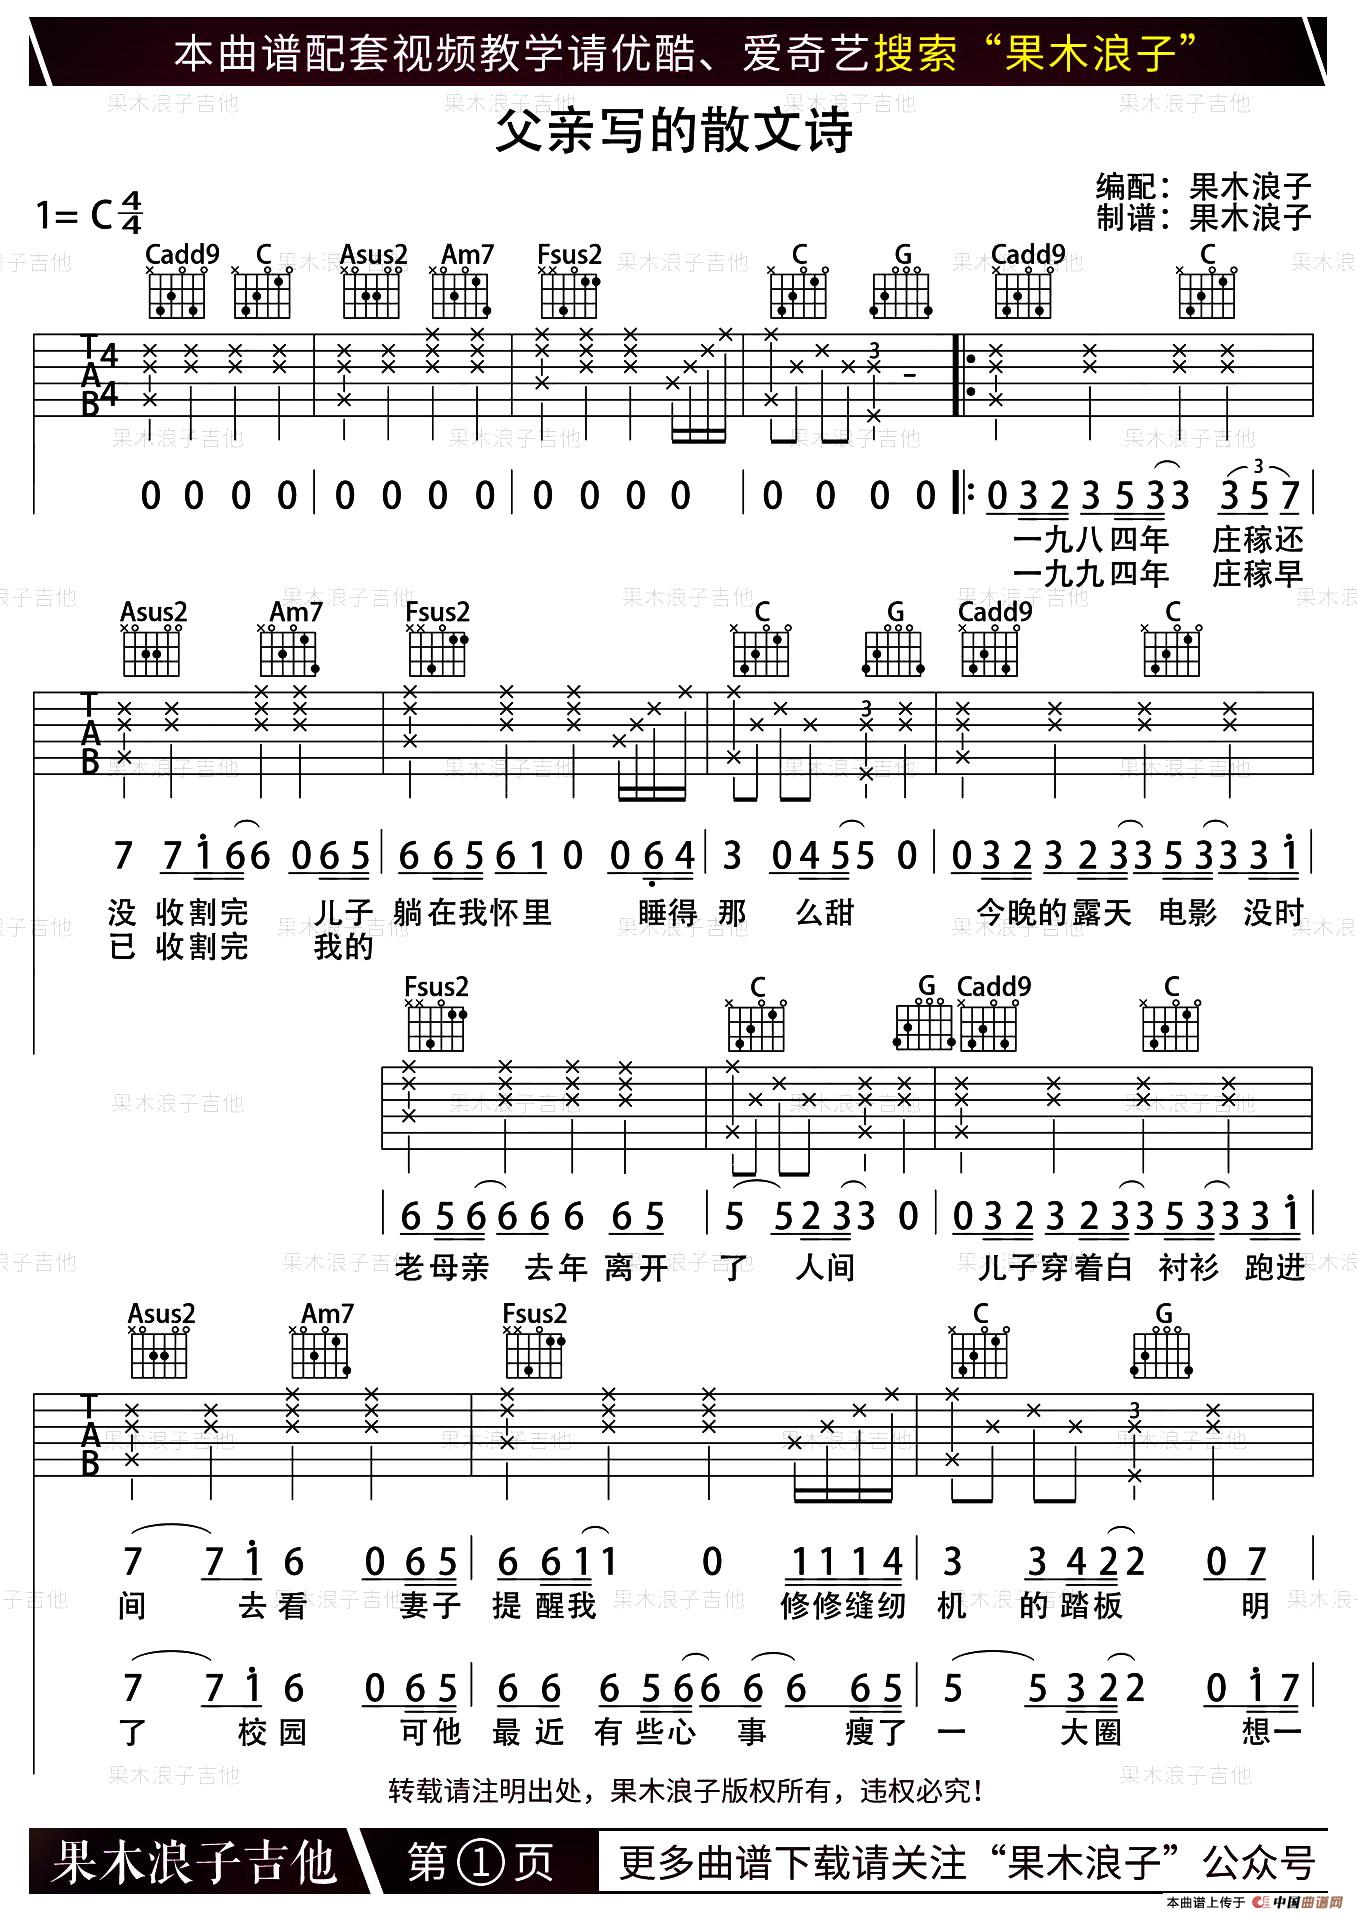 本曲谱配套视频教学请优酷、爱奇艺搜索“果木浪子”
父亲写的散文诗
编配：果木浪子
1= C 4/4
制谱：果木浪子
Cadd9 C Asus2 Am7 Fsus2 C G Cadd9 C
T A B 4 4 3
0 0 0 0 0 0 0 0 0 0 0 0 0 0 0 0 0 3 2 3 5 3 3 3 5 7
3
一九八四年 庄稼还
一九九四年 庄稼早
Asus2 Am7 Fsus2 C G Cadd9 C
T A B 3
7 7 1 6 6 0 6 5 6 6 5 6 1 0 0 6 4 3 0 4 5 5 0 0 3 2 3 2 3 3 5 3 3 3 1
没 收割完 儿子 躺在我怀里 睡得 那 么甜 今晚的露天 电影 没时
已 收割完 我的
Fsus2 C G Cadd9 C
6 5 6 6 6 6 6 5 5 5 2 3 3 0 0 3 2 3 2 3 3 5 3 3 3 1
老母亲 去年 离开 了 人间 儿子穿着白 衬衫 跑进
Asus2 Am7 Fsus2 C G
T A B 3
7 7 1 6 0 6 5 6 6 1 1 0 1 1 1 4 3 3 4 2 2 0 7
间 去看 妻子 提醒我 修修缝纫 机 的踏板 明
7 7 1 6 0 6 5 6 6 6 5 6 6 6 6 6 5 5 5 3 2 2 0 1 7
了 校园 可他 最近 有些心 事 瘦了 一 大圈 想一
转载请注明出处，果木浪子版权所有，违权必究！
果木浪子吉他 第①页 更多曲谱下载请关注“果木浪子”公众号
本曲谱上传于 中国曲谱网